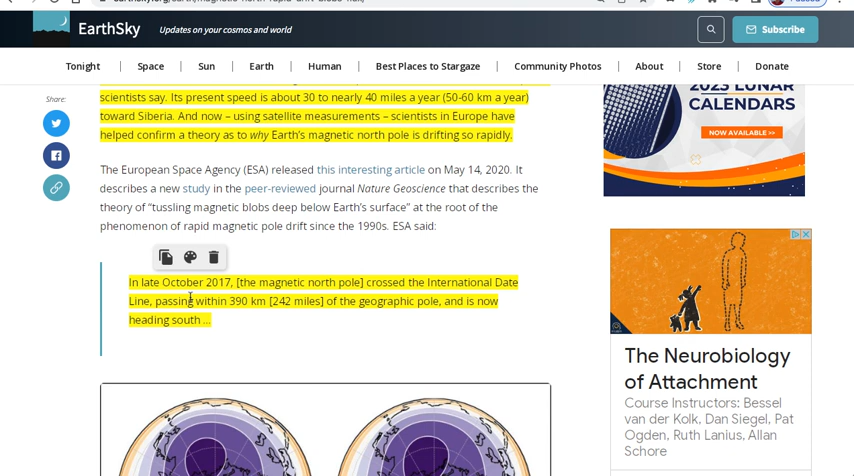 EarthSky
Updates on your cosmos and world
Subscribe
Tonight | Space | Sun | Earth | Human | Best Places to Stargaze | Community Photos | About | Store | Donate
Share:
scientists say. Its present speed is about 30 to nearly 40 miles a year (50-60 km a year)
toward Siberia. And now – using satellite measurements – scientists in Europe have
helped confirm a theory as to why Earth's magnetic north pole is drifting so rapidly.
The European Space Agency (ESA) released this interesting article on May 14, 2020. It
describes a new study in the peer-reviewed journal Nature Geoscience that describes the
theory of "tussling magnetic blobs deep below Earth's surface" at the root of the
phenomenon of rapid magnetic pole drift since the 1990s. ESA said:
In late October 2017, [the magnetic north pole] crossed the International Date
Line, passing within 390 km [242 miles] of the geographic pole, and is now
heading south ...
2023 LUNAR
CALENDARS
NOW AVAILABLE >>
The Neurobiology
of Attachment
Course Instructors: Bessel
van der Kolk, Dan Siegel, Pat
Ogden, Ruth Lanius, Allan
Schore